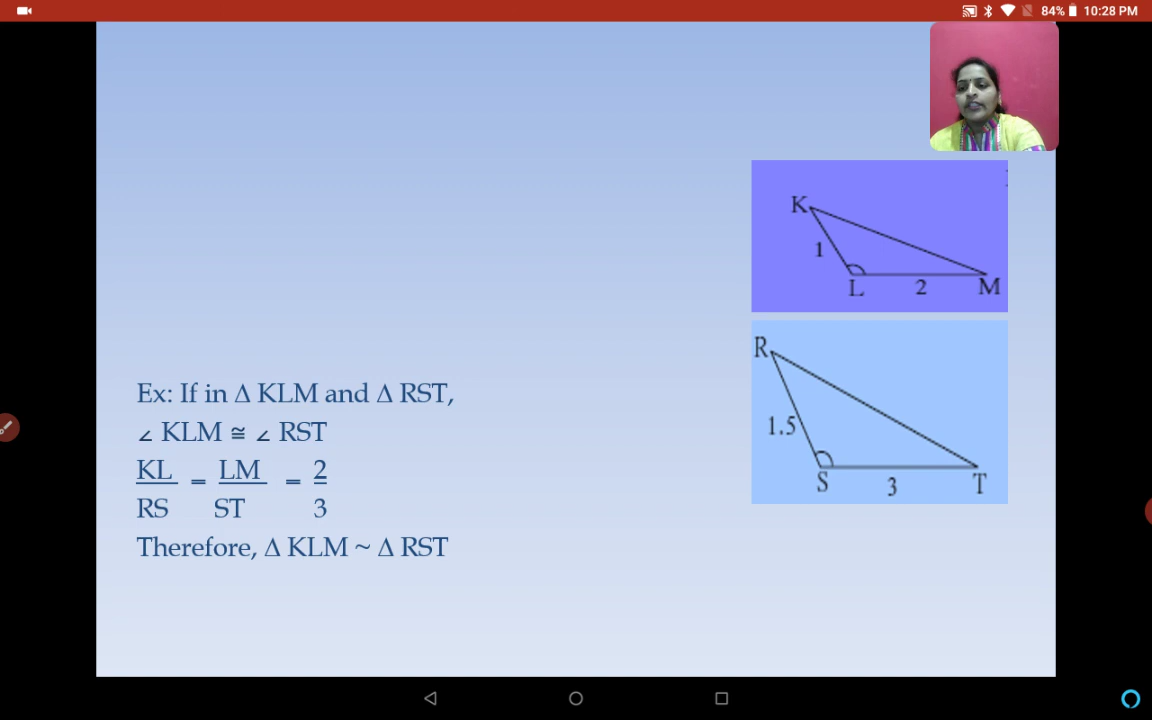 84% 10:28 PM
K
1
L 2 M
R
1.5
S 3 T
Ex: If in Δ KLM and Δ RST,
∠ KLM ≅ ∠ RST
KL = LM = 2
RS ST 3
Therefore, Δ KLM ~ Δ RST